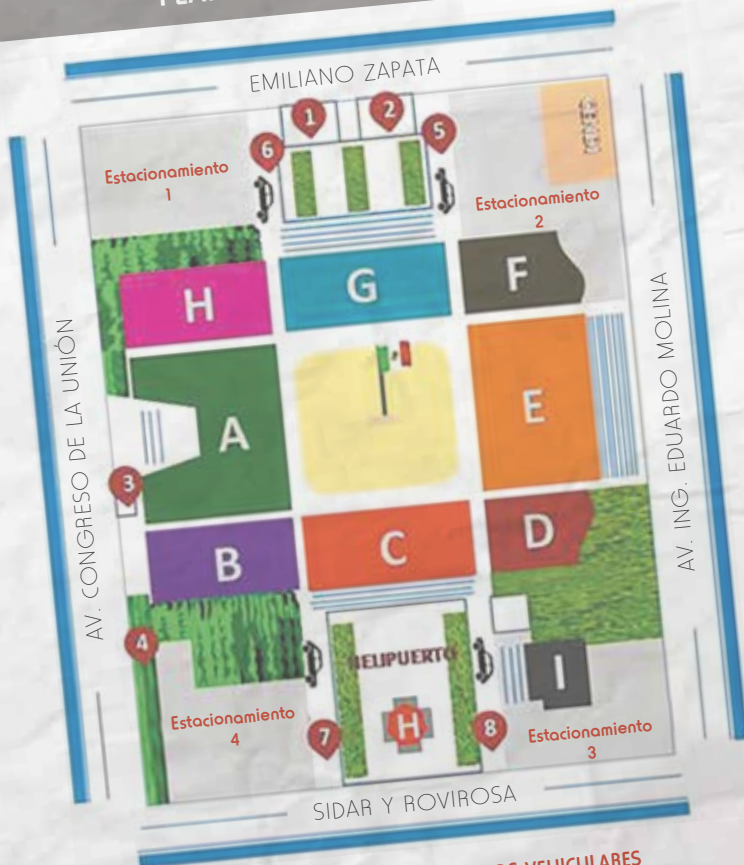 EMILIANO ZAPATA
1
2
6
5
Estacionamiento
1
Estacionamiento
2
H
G
F
A
E
AV. CONGRESO DE LA UNIÓN
AV. ING. EDUARDO MOLINA
3
B
C
D
4
HELIPUERTO
I
Estacionamiento
4
7
H
8
Estacionamiento
3
SIDAR Y ROVIROSA
VEHICULARES